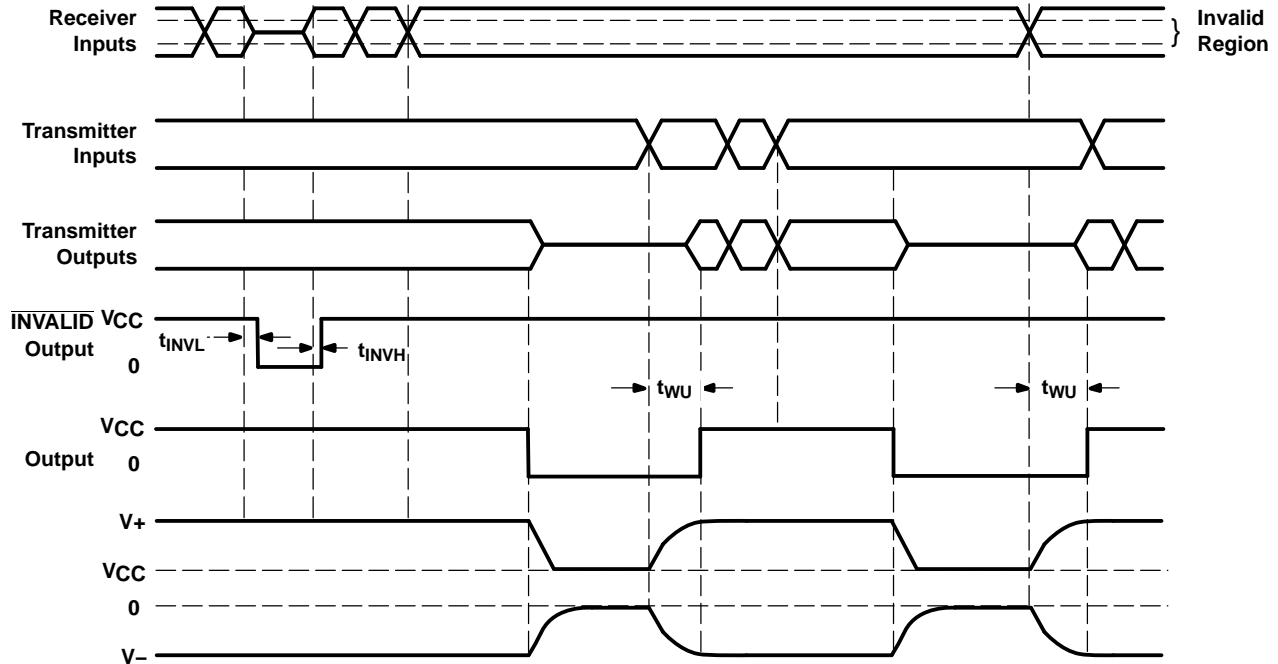 Receiver
Inputs
} Invalid
Region
Transmitter
Inputs
Transmitter
Outputs
INVALID VCC
Output
tINVL
tINVH
0
tWU
tWU
VCC
Output 0
V+
VCC
0
V−